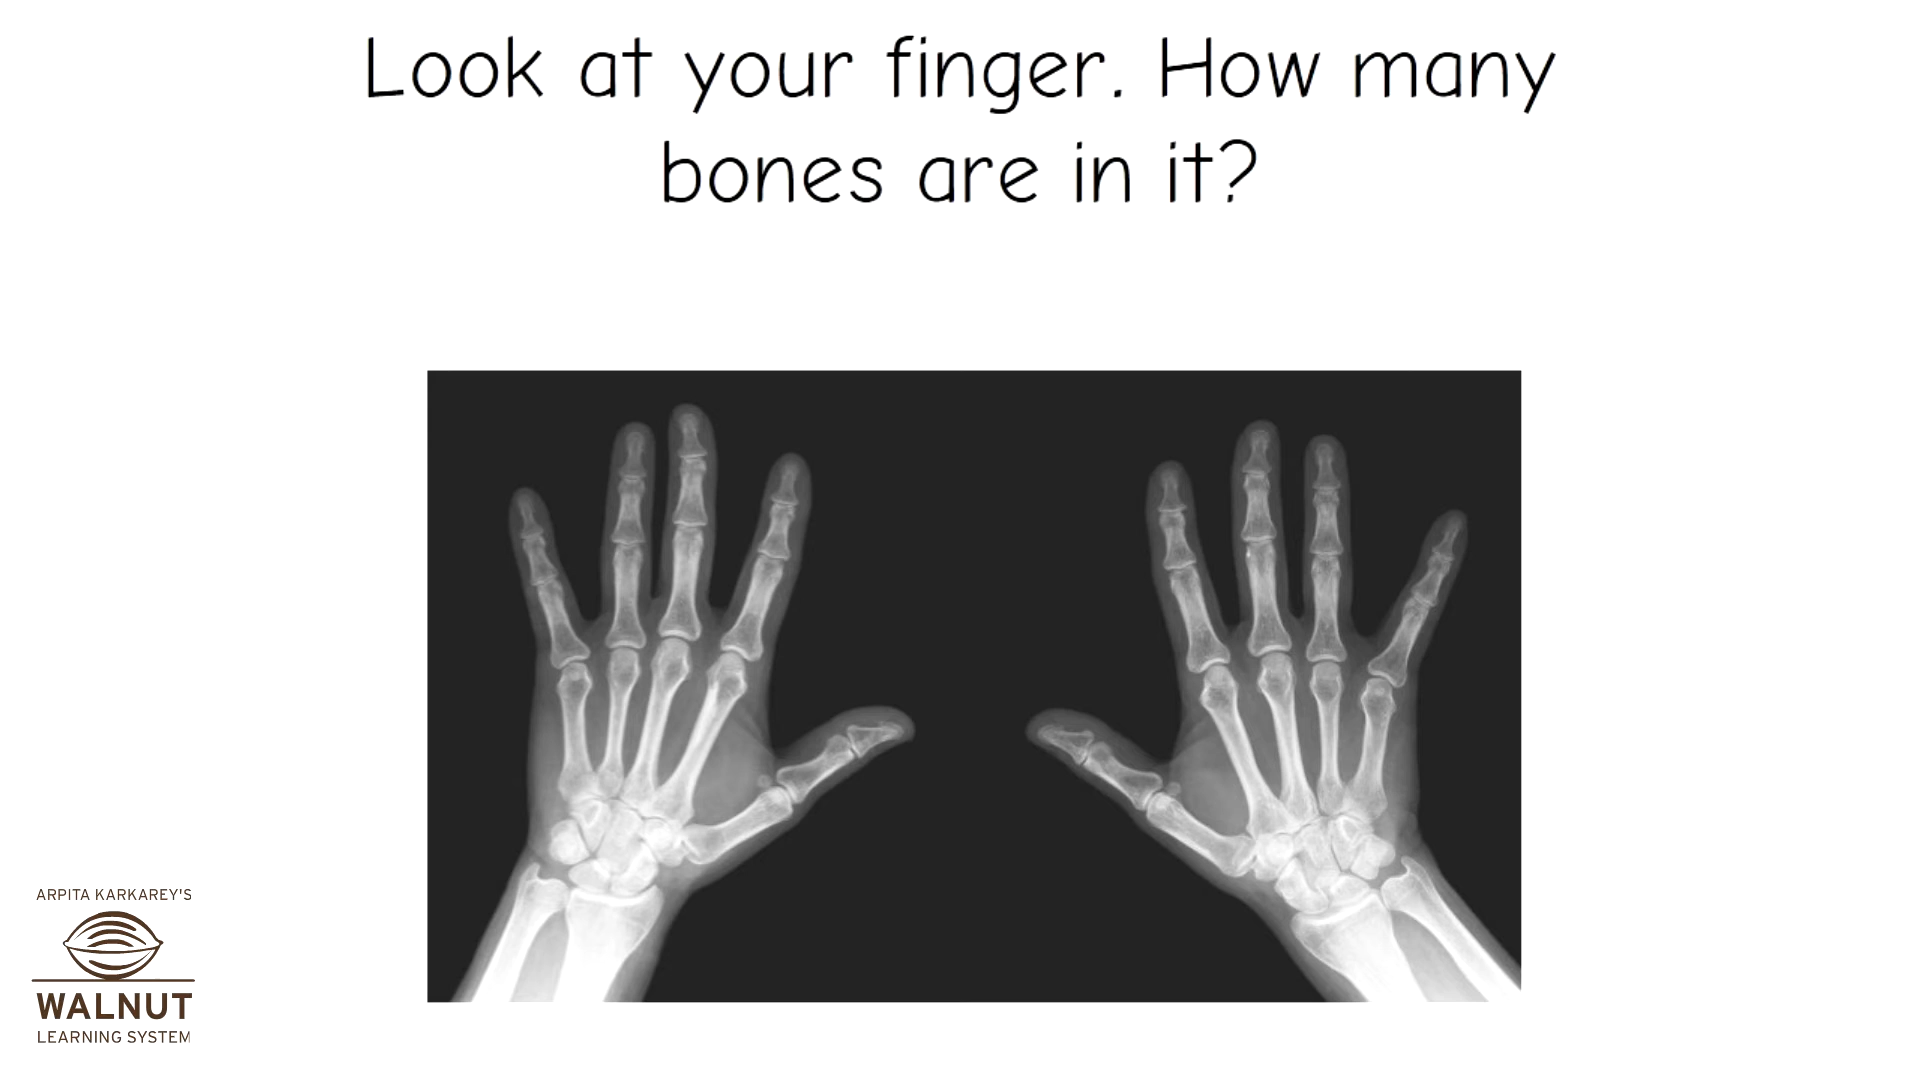 Look at your finger. How many
bones are in it?
ARPITA KARKAREY'S
WALNUT
LEARNING SYSTEM